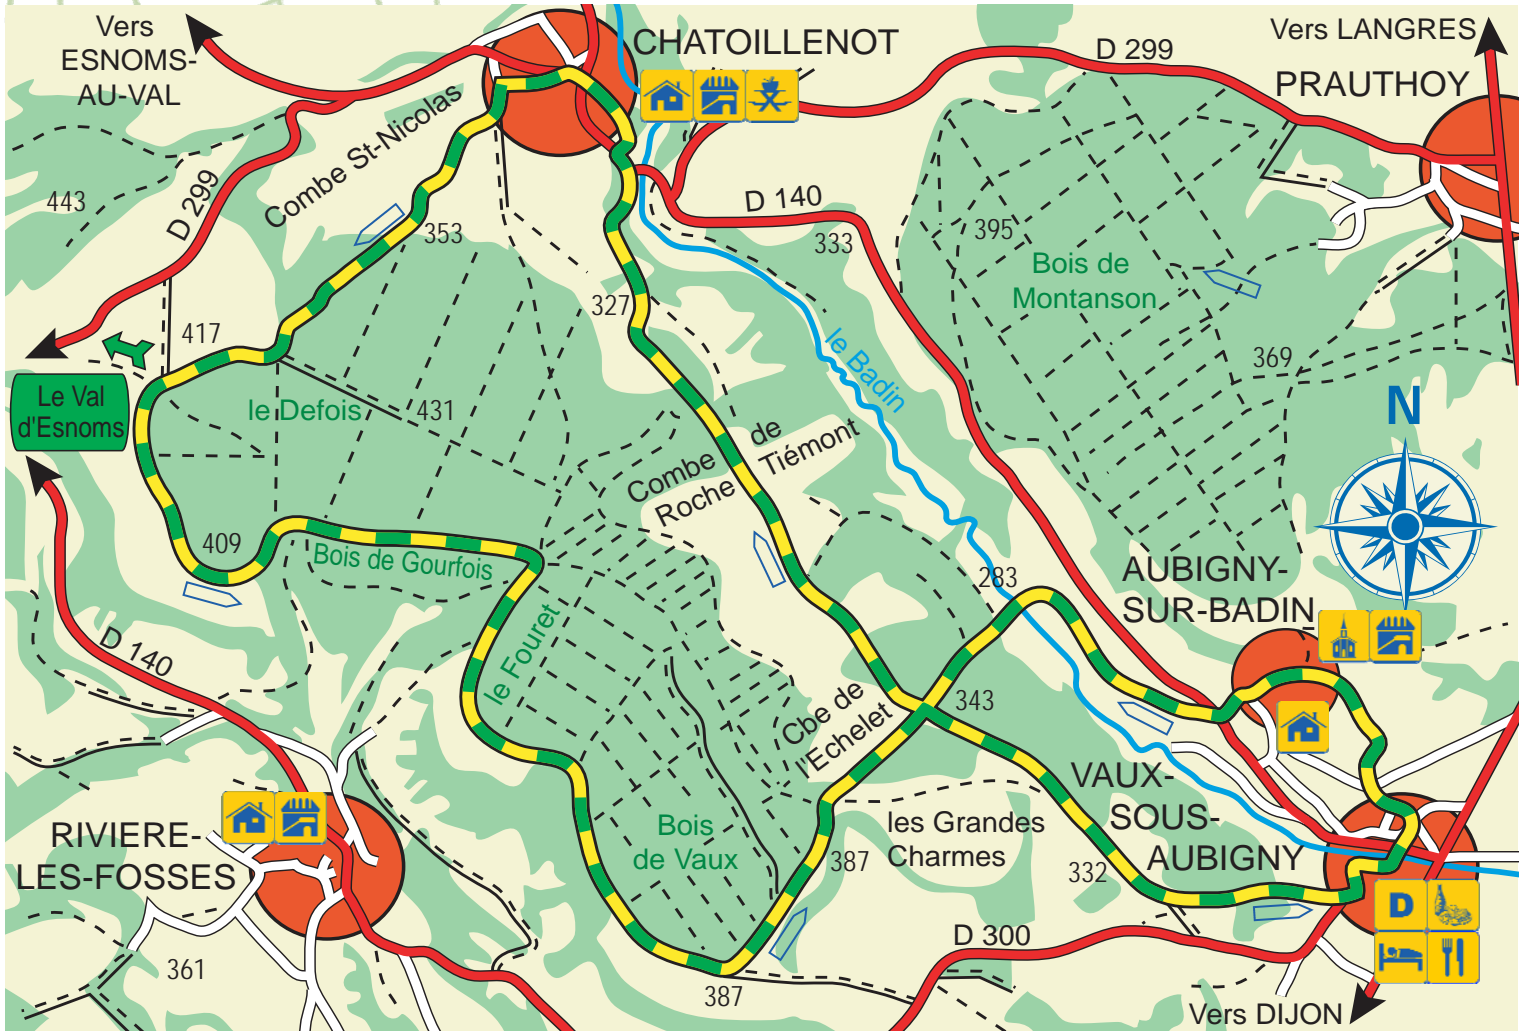 Vers
ESNOMS-
AU-VAL
CHATOILLENOT
D 299
Vers LANGRES
PRAUTHOY
Combe St-Nicolas
443
D 299
353
D 140
333
395
Bois de
Montanson
327
417
369
le Badin
Le Val
d'Esnoms
le Defois
431
N
Combe de
Roche Tiémont
409
Bois de Gourfois
283
AUBIGNY-
SUR-BADIN
D 140
le Fouret
Cbe de
l'Echelet
343
VAUX-
SOUS-
AUBIGNY
RIVIERE-
LES-FOSSES
Bois
de Vaux
les Grandes
Charmes
387
332
D
D 300
361
387
Vers DIJON